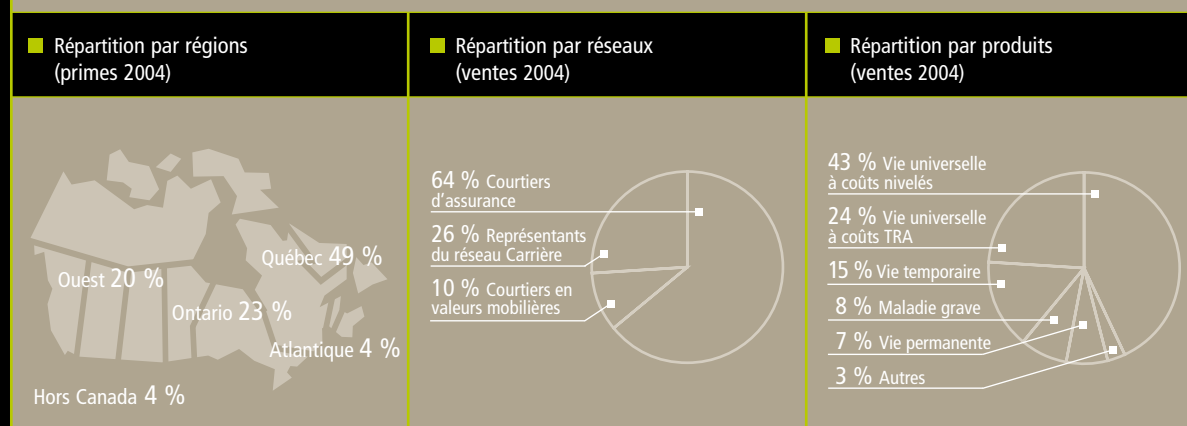 Répartition par régions
(primes 2004)
Ouest 20 %
Québec 49 %
Ontario 23 %
Atlantique 4 %
Hors Canada 4 %
Répartition par réseaux
(ventes 2004)
64 % Courtiers
d'assurance
26 % Représentants
du réseau Carrière
10 % Courtiers en
valeurs mobilières
Répartition par produits
(ventes 2004)
43 % Vie universelle
à coûts nivelés
24 % Vie universelle
à coûts TRA
15 % Vie temporaire
8 % Maladie grave
7 % Vie permanente
3 % Autres